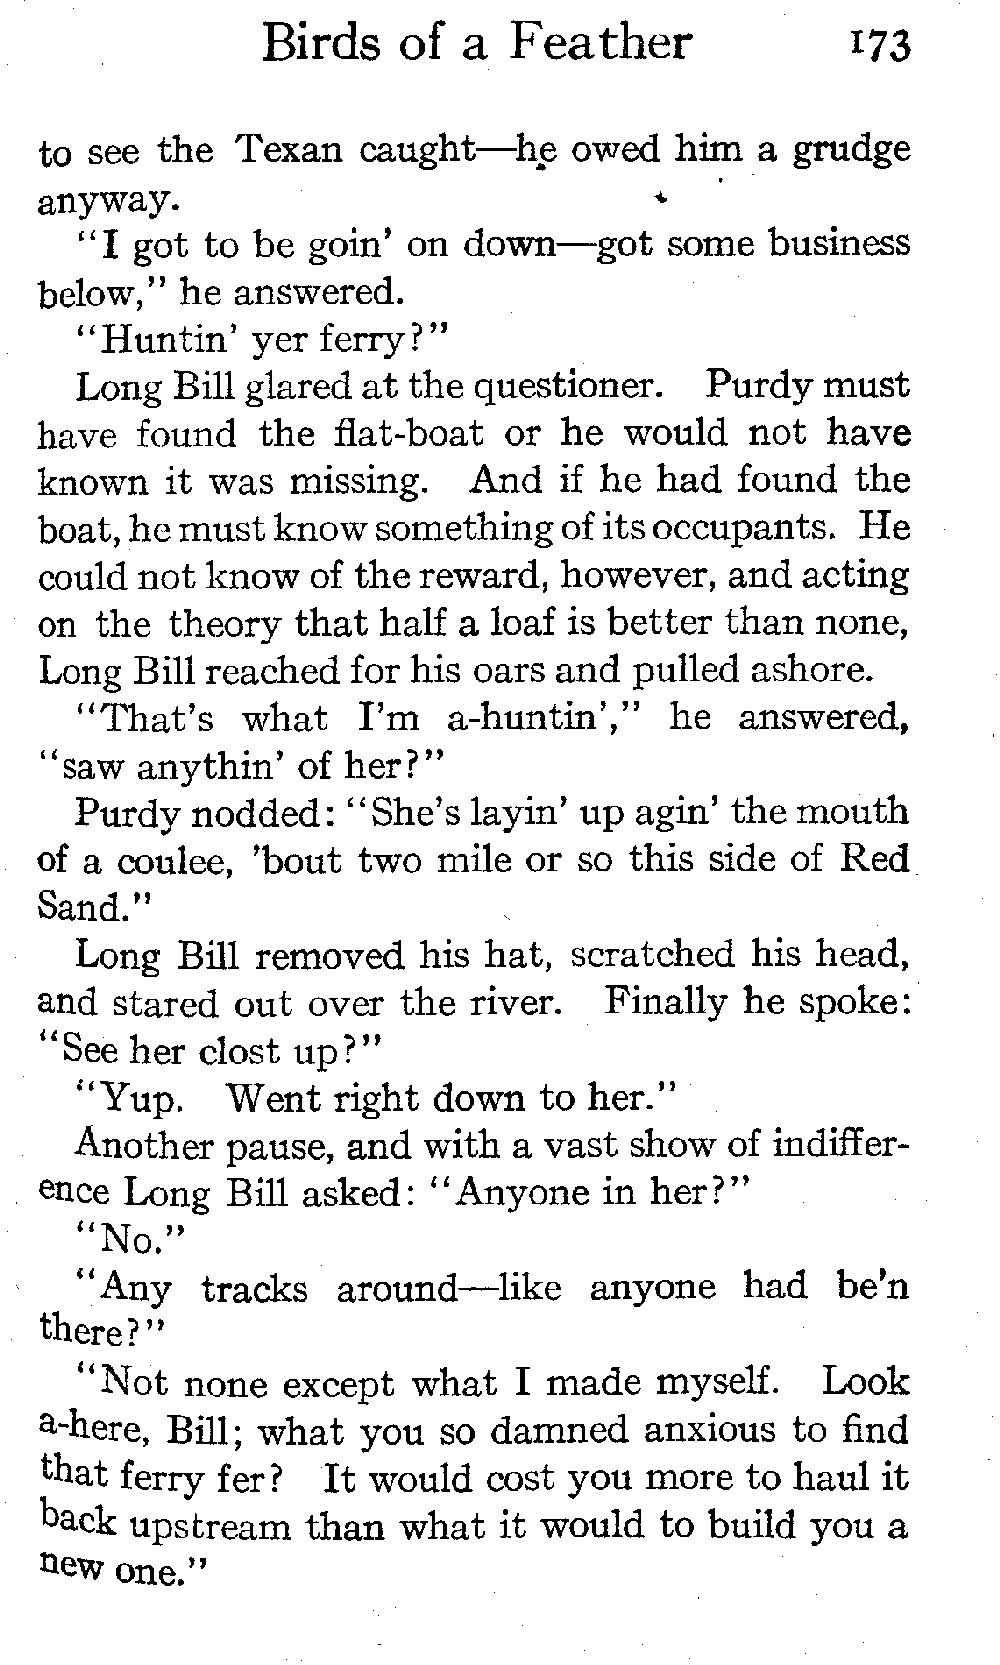 Birds of a Feather 173
to see the Texan caught—he owed him a grudge
anyway.
"I got to be goin' on down—got some business
below," he answered.
"Huntin' yer ferry?"
Long Bill glared at the questioner. Purdy must
have found the flat-boat or he would not have
known it was missing. And if he had found the
boat, he must know something of its occupants. He
could not know of the reward, however, and acting
on the theory that half a loaf is better than none,
Long Bill reached for his oars and pulled ashore.
"That's what I'm a-huntin'," he answered,
"saw anythin' of her?"
Purdy nodded: "She's layin' up agin' the mouth
of a coulee, 'bout two mile or so this side of Red
Sand."
Long Bill removed his hat, scratched his head,
and stared out over the river. Finally he spoke:
"See her clost up?"
"Yup. Went right down to her."
Another pause, and with a vast show of indiffer-
ence Long Bill asked: "Anyone in her?"
"No."
"Any tracks around—like anyone had be'n
there?"
"Not none except what I made myself. Look
a-here, Bill; what you so damned anxious to find
that ferry fer? It would cost you more to haul it
back upstream than what it would to build you a
new one."